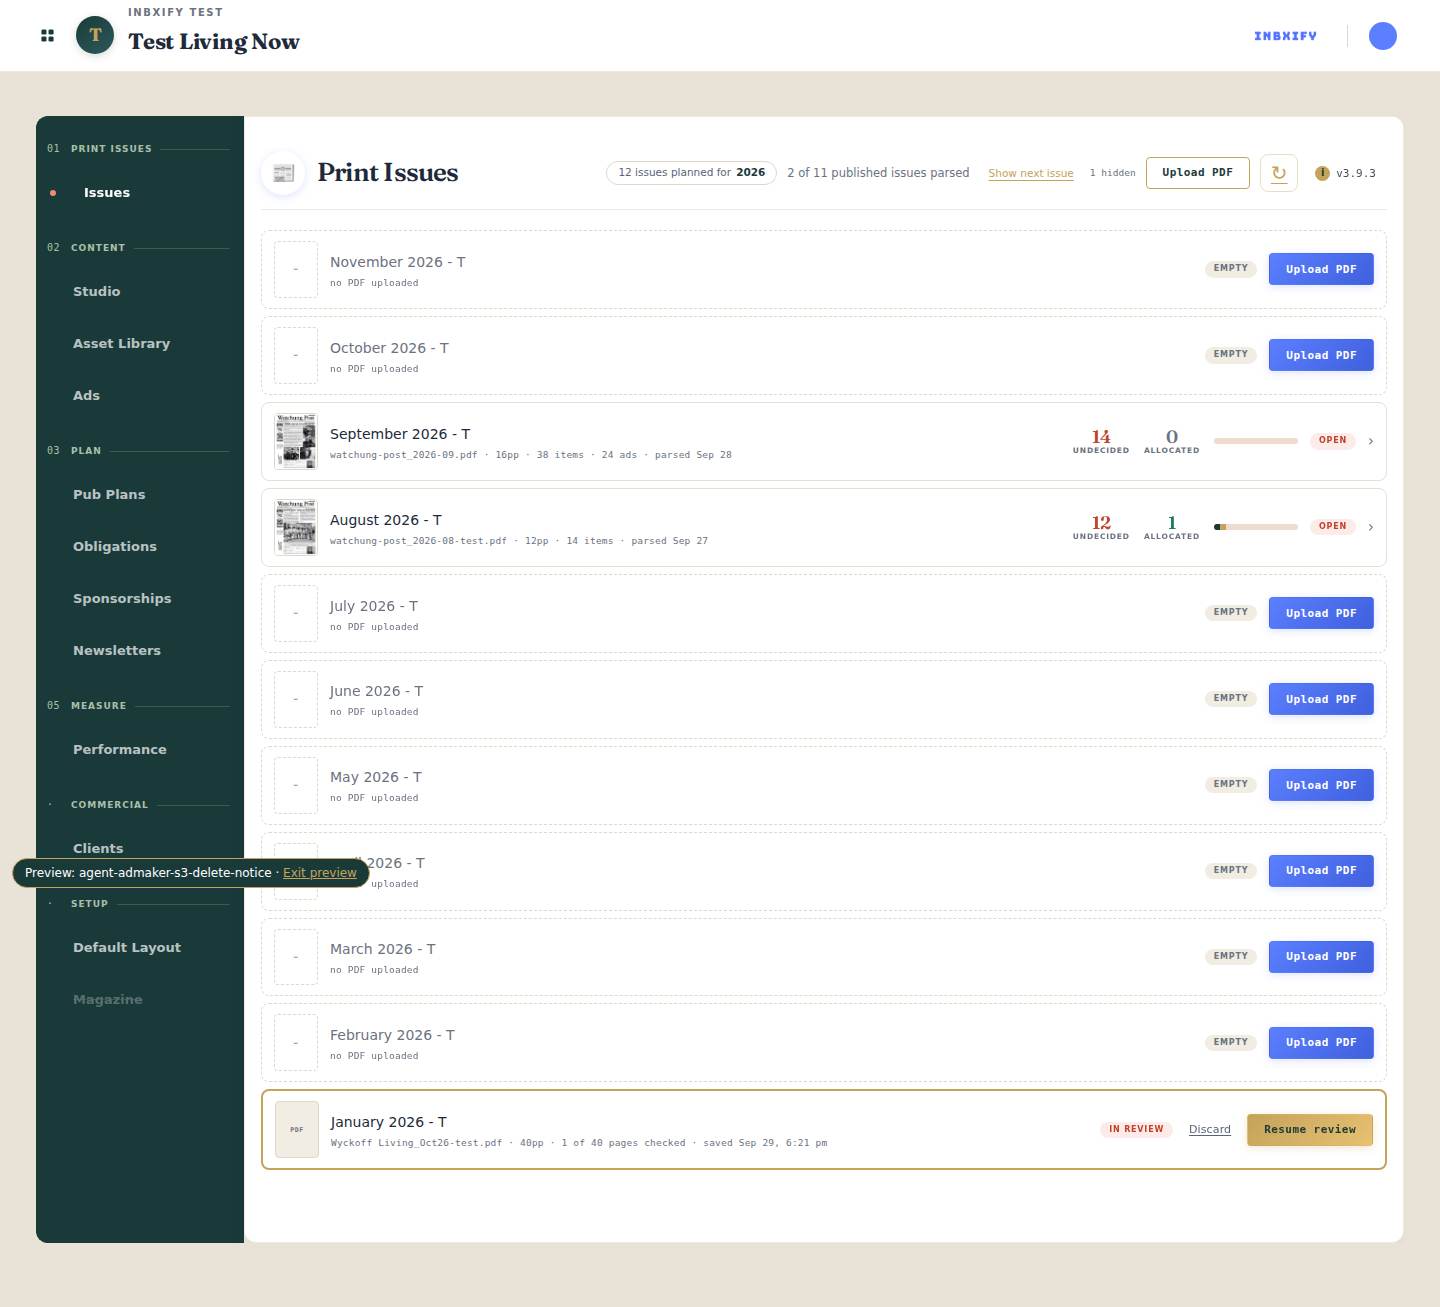 INBXIFY TEST
T
Test Living Now
INBXIFY
01 PRINT ISSUES
Issues
02 CONTENT
Studio
Asset Library
Ads
03 PLAN
Pub Plans
Obligations
Sponsorships
Newsletters
05 MEASURE
Performance
· COMMERCIAL
Clients
Preview: agent-admaker-s3-delete-notice · Exit preview
· SETUP
Default Layout
Magazine
Print Issues
12 issues planned for 2026
2 of 11 published issues parsed
Show next issue
1 hidden
Upload PDF
↻
i v3.9.3
-
November 2026 - T
no PDF uploaded
EMPTY
Upload PDF
-
October 2026 - T
no PDF uploaded
EMPTY
Upload PDF
Watchung Post
September 2026 - T
watchung-post_2026-09.pdf · 16pp · 38 items · 24 ads · parsed Sep 28
14 UNDECIDED
0 ALLOCATED
OPEN
›
Watchung Post
August 2026 - T
watchung-post_2026-08-test.pdf · 12pp · 14 items · parsed Sep 27
12 UNDECIDED
1 ALLOCATED
OPEN
›
-
July 2026 - T
no PDF uploaded
EMPTY
Upload PDF
-
June 2026 - T
no PDF uploaded
EMPTY
Upload PDF
-
May 2026 - T
no PDF uploaded
EMPTY
Upload PDF
2026 - T
uploaded
EMPTY
Upload PDF
-
March 2026 - T
no PDF uploaded
EMPTY
Upload PDF
-
February 2026 - T
no PDF uploaded
EMPTY
Upload PDF
PDF
January 2026 - T
Wyckoff Living_Oct26-test.pdf · 40pp · 1 of 40 pages checked · saved Sep 29, 6:21 pm
IN REVIEW
Discard
Resume review